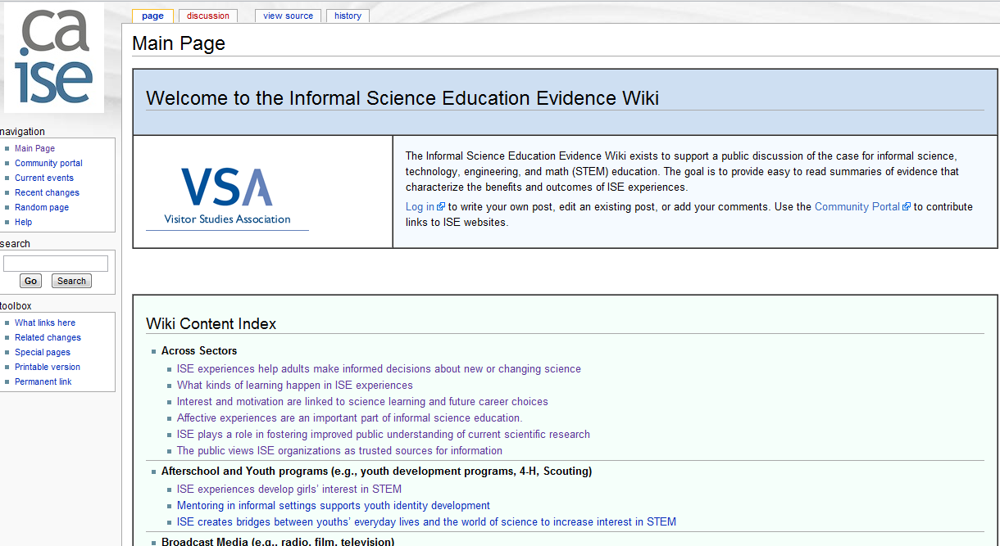 ca
ise
page
discussion
view source
history
Main Page
Welcome to the Informal Science Education Evidence Wiki
VSA
Visitor Studies Association
The Informal Science Education Evidence Wiki exists to support a public discussion of the case for informal science,
technology, engineering, and math (STEM) education. The goal is to provide easy to read summaries of evidence that
characterize the benefits and outcomes of ISE experiences.
Log in to write your own post, edit an existing post, or add your comments. Use the Community Portal to contribute
links to ISE websites.
navigation
Main Page
Community portal
Current events
Recent changes
Random page
Help
search
Go
Search
toolbox
What links here
Related changes
Special pages
Printable version
Permanent link
Wiki Content Index
Across Sectors
ISE experiences help adults make informed decisions about new or changing science
What kinds of learning happen in ISE experiences
Interest and motivation are linked to science learning and future career choices
Affective experiences are an important part of informal science education.
ISE plays a role in fostering improved public understanding of current scientific research
The public views ISE organizations as trusted sources for information
Afterschool and Youth programs (e.g., youth development programs, 4-H, Scouting)
ISE experiences develop girls' interest in STEM
Mentoring in informal settings supports youth identity development
ISE creates bridges between youths' everyday lives and the world of science to increase interest in STEM
Broadcast Media (e.g., radio, film, television)